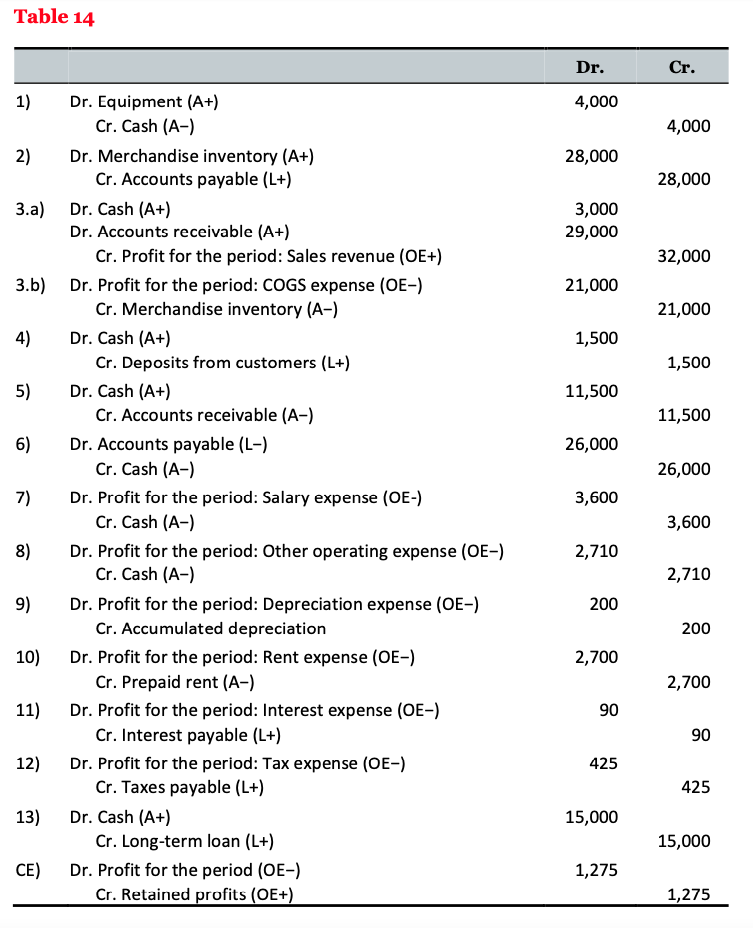 Table 14
Dr. Cr.
1) Dr. Equipment (A+) 4,000
Cr. Cash (A−) 4,000
2) Dr. Merchandise inventory (A+) 28,000
Cr. Accounts payable (L+) 28,000
3.a) Dr. Cash (A+) 3,000
Dr. Accounts receivable (A+) 29,000
Cr. Profit for the period: Sales revenue (OE+) 32,000
3.b) Dr. Profit for the period: COGS expense (OE−) 21,000
Cr. Merchandise inventory (A−) 21,000
4) Dr. Cash (A+) 1,500
Cr. Deposits from customers (L+) 1,500
5) Dr. Cash (A+) 11,500
Cr. Accounts receivable (A−) 11,500
6) Dr. Accounts payable (L−) 26,000
Cr. Cash (A−) 26,000
7) Dr. Profit for the period: Salary expense (OE-) 3,600
Cr. Cash (A−) 3,600
8) Dr. Profit for the period: Other operating expense (OE−) 2,710
Cr. Cash (A−) 2,710
9) Dr. Profit for the period: Depreciation expense (OE−) 200
Cr. Accumulated depreciation 200
10) Dr. Profit for the period: Rent expense (OE−) 2,700
Cr. Prepaid rent (A−) 2,700
11) Dr. Profit for the period: Interest expense (OE−) 90
Cr. Interest payable (L+) 90
12) Dr. Profit for the period: Tax expense (OE−) 425
Cr. Taxes payable (L+) 425
13) Dr. Cash (A+) 15,000
Cr. Long-term loan (L+) 15,000
CE) Dr. Profit for the period (OE−) 1,275
Cr. Retained profits (OE+) 1,275